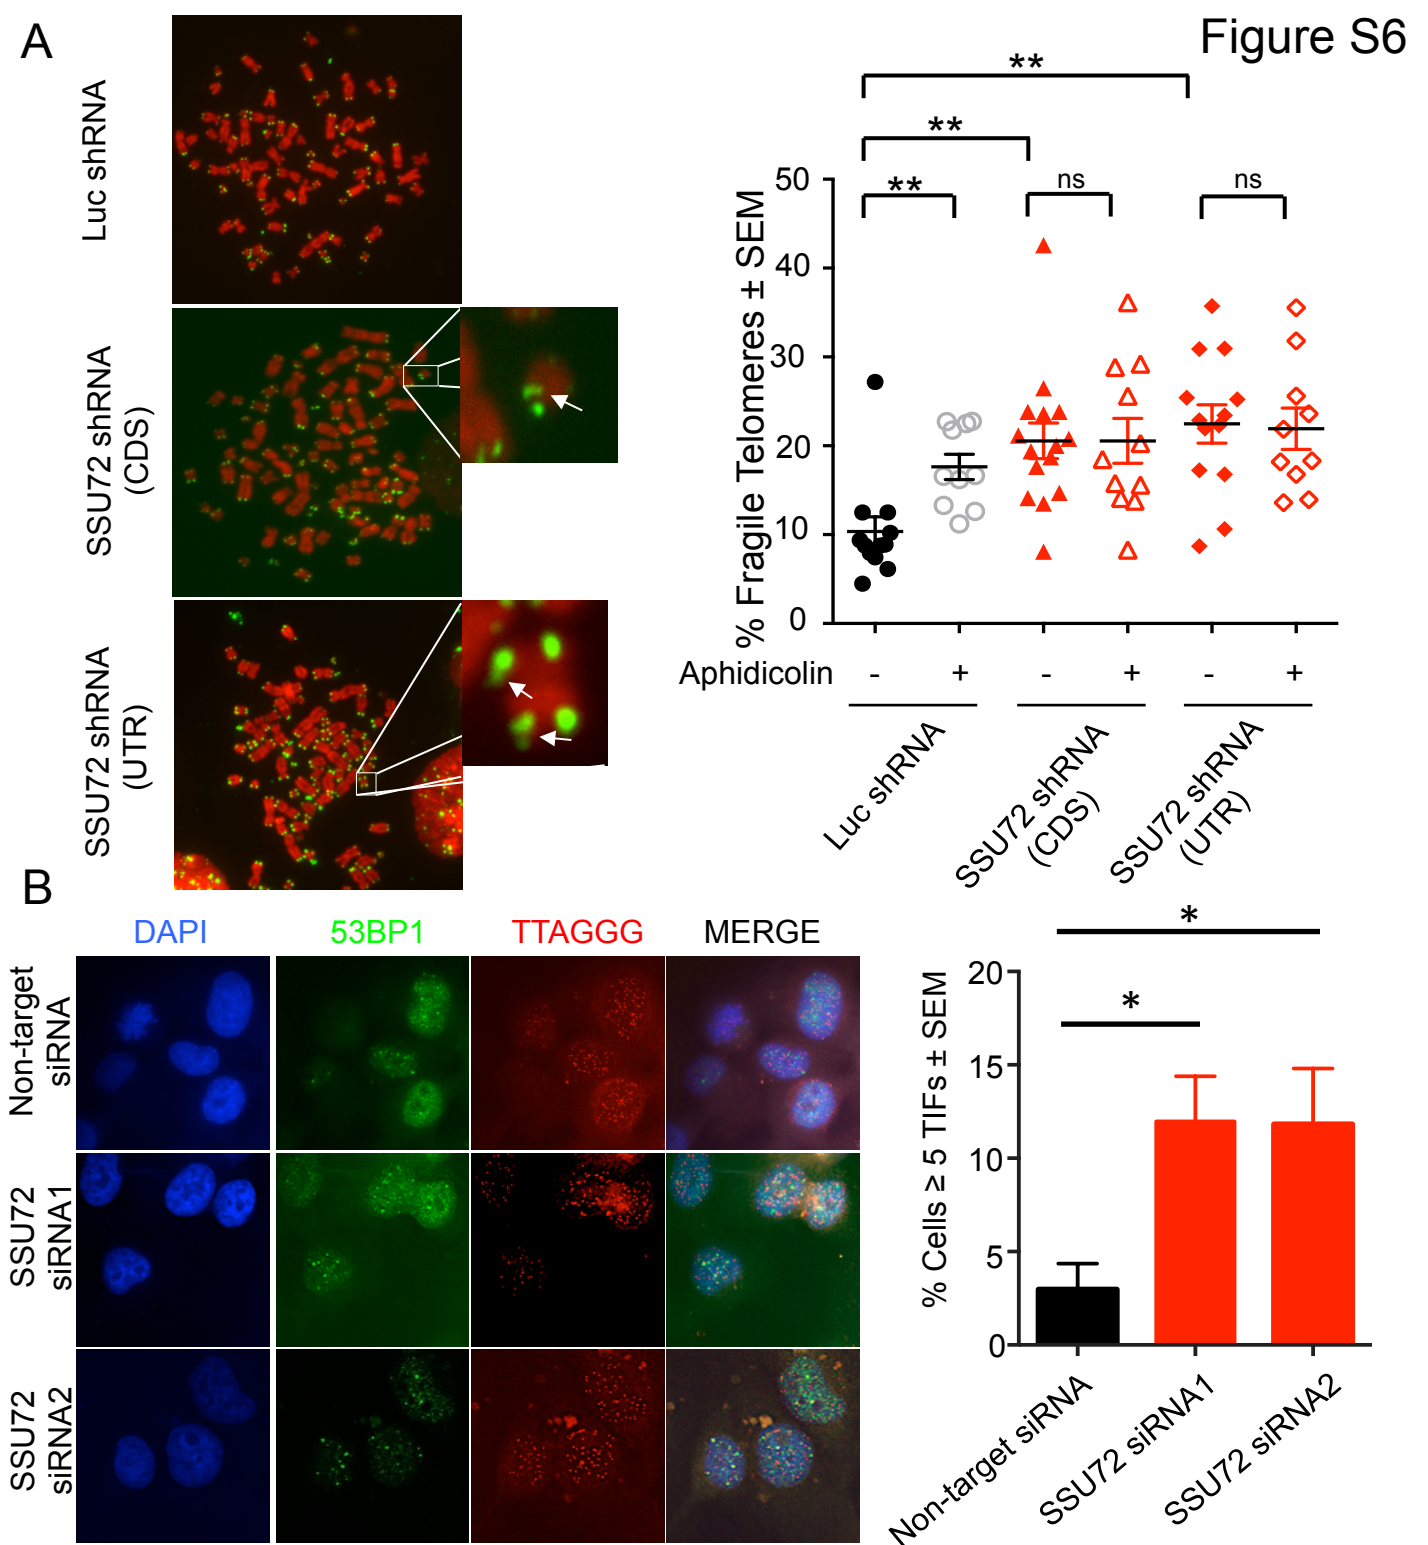 Figure S6
A
Luc shRNA
SSU72 shRNA
(CDS)
SSU72 shRNA
(UTR)
**
**
**
ns
ns
% Fragile Telomeres ± SEM
50
40
30
20
10
0
Aphidicolin - + - + - +
Luc shRNA
SSU72 shRNA
(CDS)
SSU72 shRNA
(UTR)
B
DAPI 53BP1 TTAGGG MERGE
Non-target
siRNA
SSU72
siRNA1
SSU72
siRNA2
*
*
% Cells ≥ 5 TIFs ± SEM
20
15
10
5
0
Non-target siRNA
SSU72 siRNA1
SSU72 siRNA2